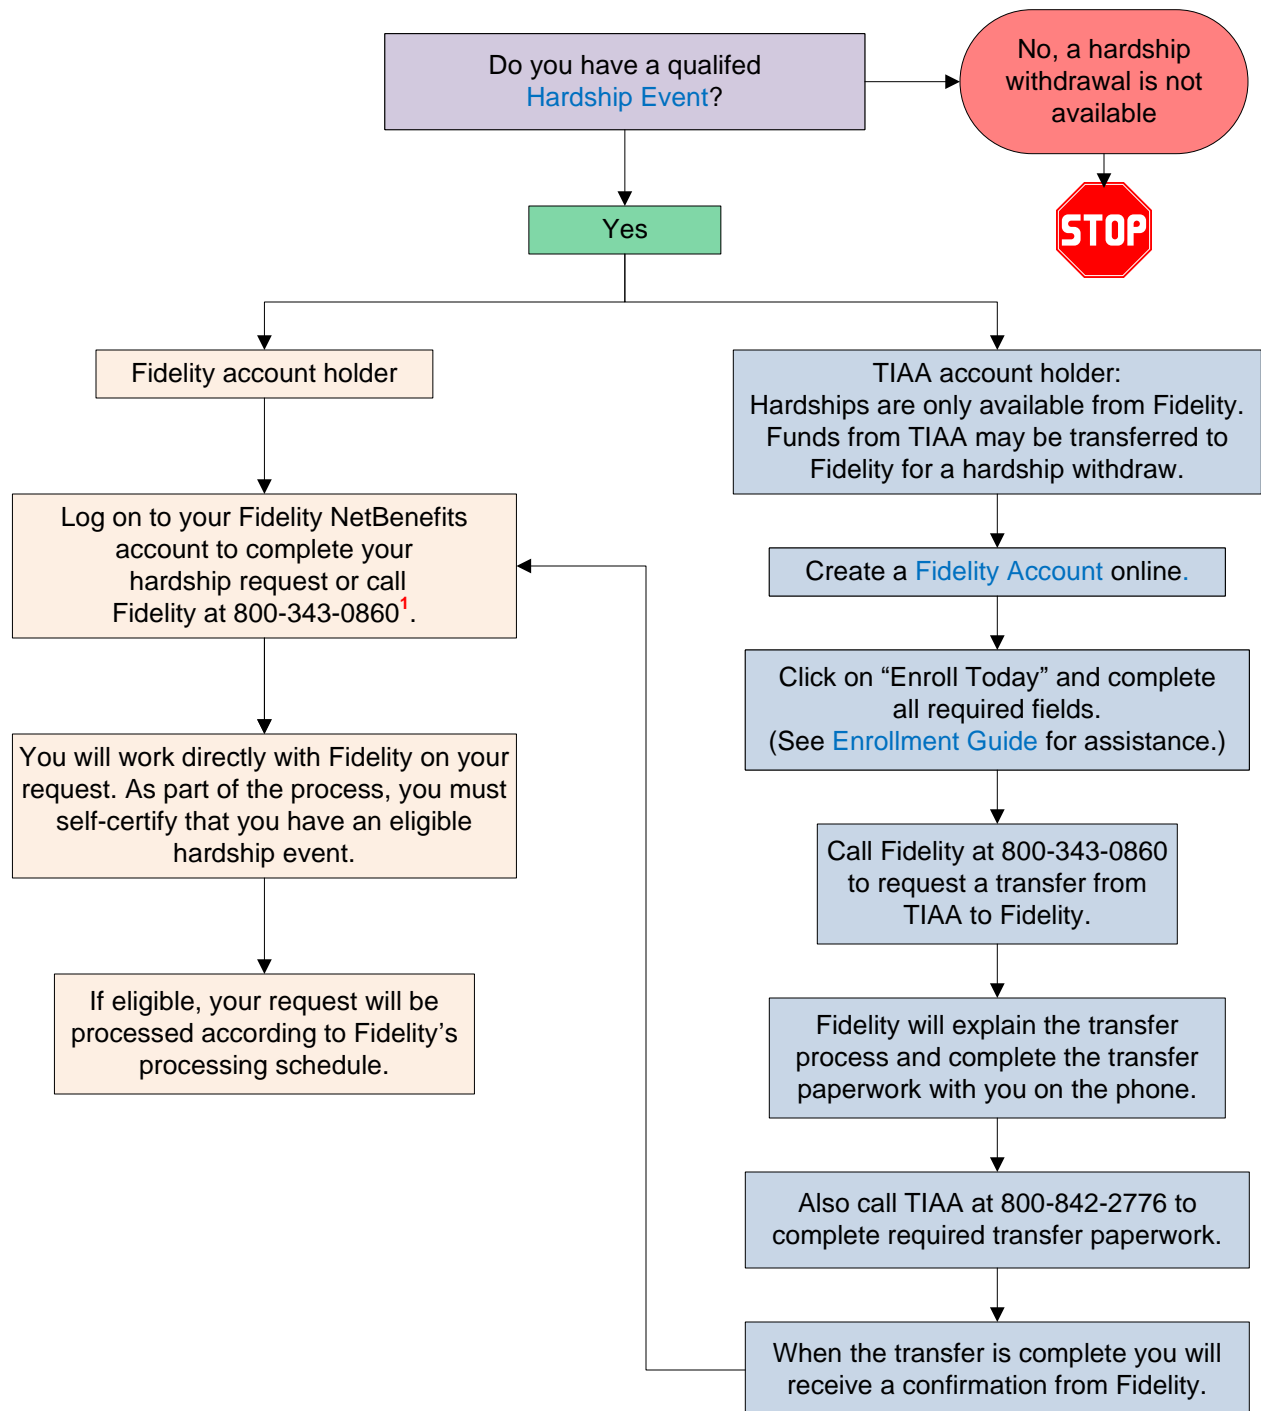 Do you have a qualifed
Hardship Event?
No, a hardship
withdrawal is not
available
STOP
Yes
Fidelity account holder
Log on to your Fidelity NetBenefits
account to complete your
hardship request or call
Fidelity at 800-343-0860¹.
You will work directly with Fidelity on your
request. As part of the process, you must
self-certify that you have an eligible
hardship event.
If eligible, your request will be
processed according to Fidelity’s
processing schedule.
TIAA account holder:
Hardships are only available from Fidelity.
Funds from TIAA may be transferred to
Fidelity for a hardship withdraw.
Create a Fidelity Account online.
Click on “Enroll Today” and complete
all required fields.
(See Enrollment Guide for assistance.)
Call Fidelity at 800-343-0860
to request a transfer from
TIAA to Fidelity.
Fidelity will explain the transfer
process and complete the transfer
paperwork with you on the phone.
Also call TIAA at 800-842-2776 to
complete required transfer paperwork.
When the transfer is complete you will
receive a confirmation from Fidelity.